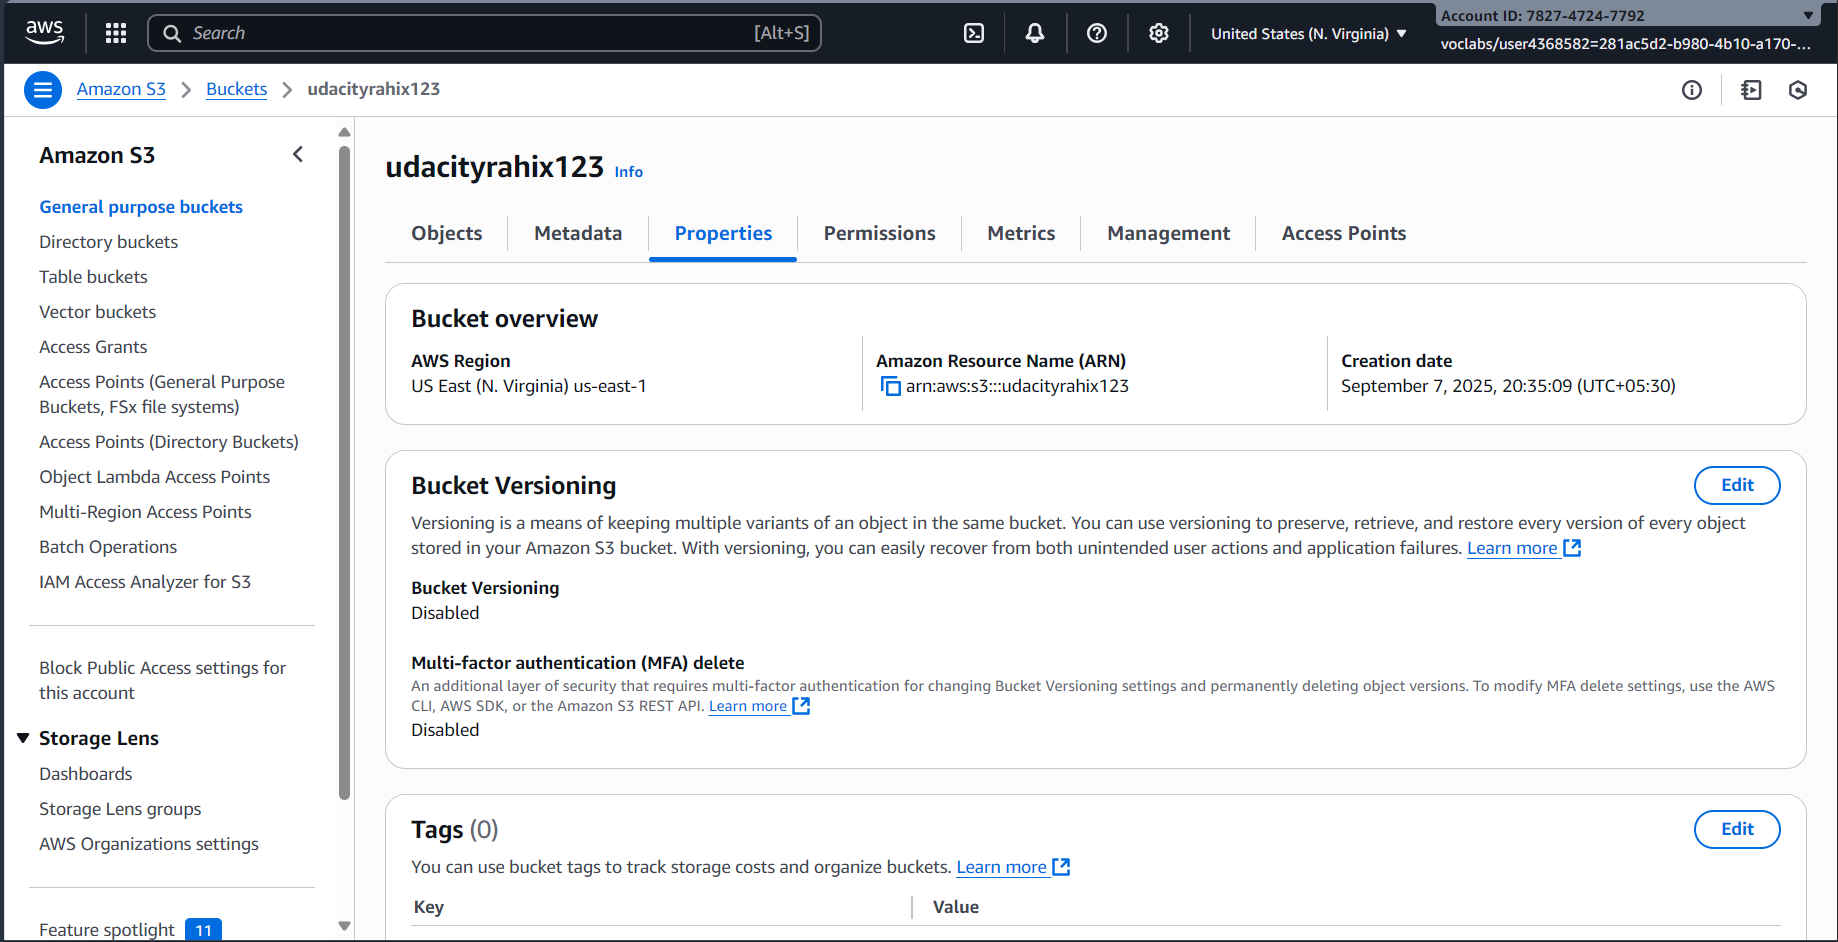 aws
Search
[Alt+S]
United States (N. Virginia)
Account ID: 7827-4724-7792
voclabs/user4368582=281ac5d2-b980-4b10-a170-...
Amazon S3
Buckets
udacityrahix123
Amazon S3
General purpose buckets
Directory buckets
Table buckets
Vector buckets
Access Grants
Access Points (General Purpose
Buckets, FSx file systems)
Access Points (Directory Buckets)
Object Lambda Access Points
Multi-Region Access Points
Batch Operations
IAM Access Analyzer for S3
Block Public Access settings for
this account
Storage Lens
Dashboards
Storage Lens groups
AWS Organizations settings
Feature spotlight 11
udacityrahix123 Info
Objects
Metadata
Properties
Permissions
Metrics
Management
Access Points
Bucket overview
AWS Region
US East (N. Virginia) us-east-1
Amazon Resource Name (ARN)
arn:aws:s3:::udacityrahix123
Creation date
September 7, 2025, 20:35:09 (UTC+05:30)
Bucket Versioning
Edit
Versioning is a means of keeping multiple variants of an object in the same bucket. You can use versioning to preserve, retrieve, and restore every version of every object
stored in your Amazon S3 bucket. With versioning, you can easily recover from both unintended user actions and application failures. Learn more
Bucket Versioning
Disabled
Multi-factor authentication (MFA) delete
An additional layer of security that requires multi-factor authentication for changing Bucket Versioning settings and permanently deleting object versions. To modify MFA delete settings, use the AWS
CLI, AWS SDK, or the Amazon S3 REST API. Learn more
Disabled
Tags (0)
Edit
You can use bucket tags to track storage costs and organize buckets. Learn more
Key
Value